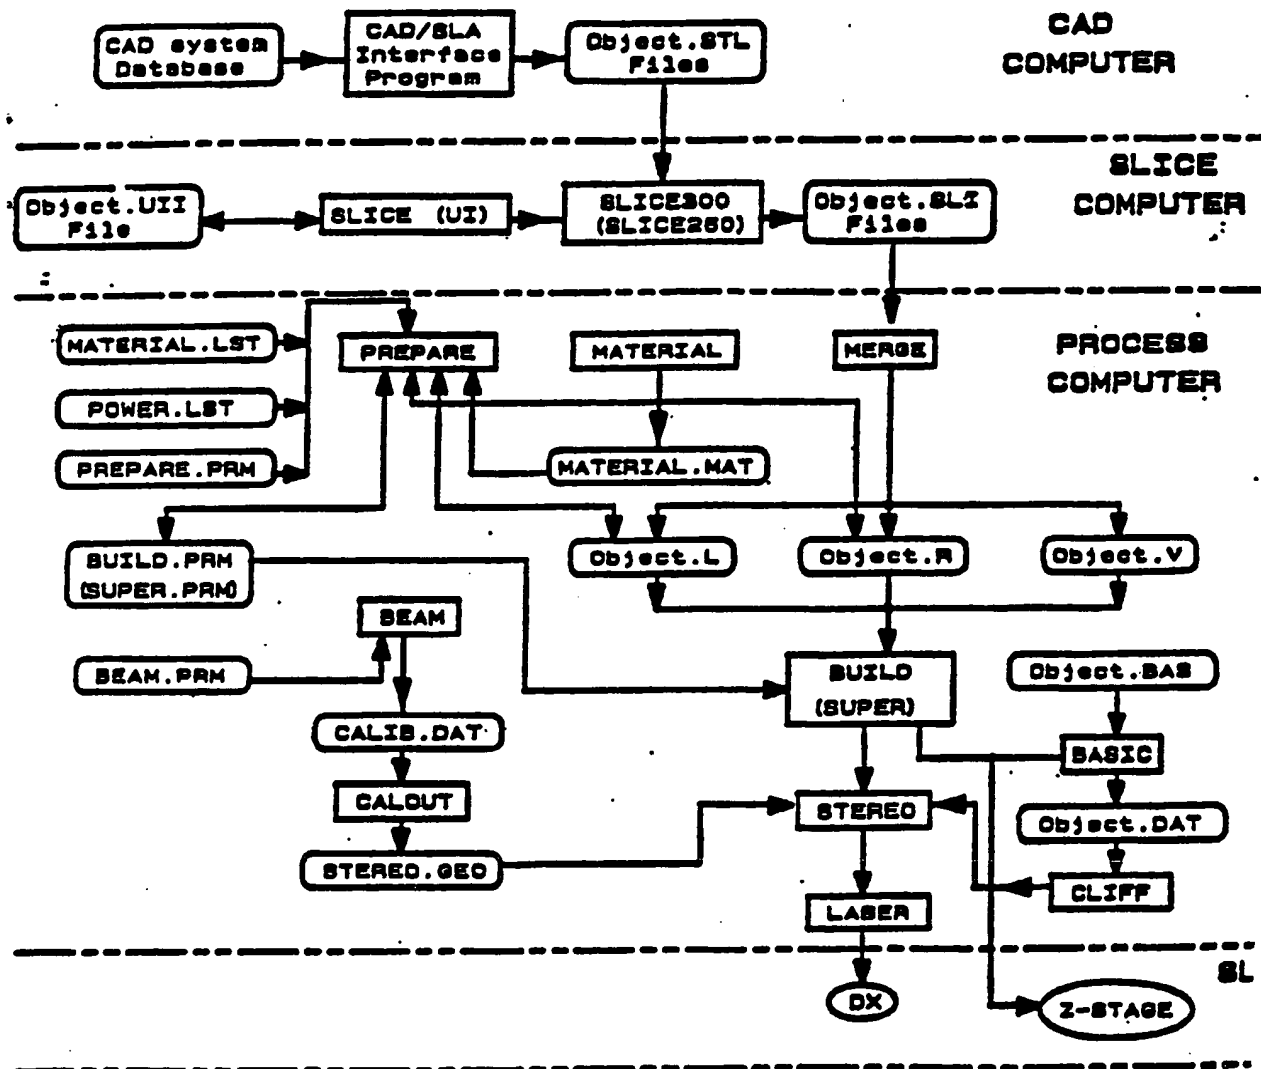 CAD system
Database
CAD/SLA
Interface
Program
Object.STL
Files
CAD
COMPUTER
Object.UII
File
SLICE (UI)
SLICE300
(SLICE250)
Object.SLI
Files
SLICE
COMPUTER
MATERIAL.LST
POWER.LST
PREPARE.PRM
PREPARE
MATERIAL
MERGE
PROCESS
COMPUTER
MATERIAL.MAT
BUILD.PRM
(SUPER.PRM)
Object.L
Object.R
Object.V
BEAM
BEAM.PRM
CALIB.DAT
CALOUT
STEREO.GEO
BUILD
(SUPER)
Object.BAS
BASIC
STEREO
Object.DAT
CLIFF
LASER
SL
DX
Z-STAGE